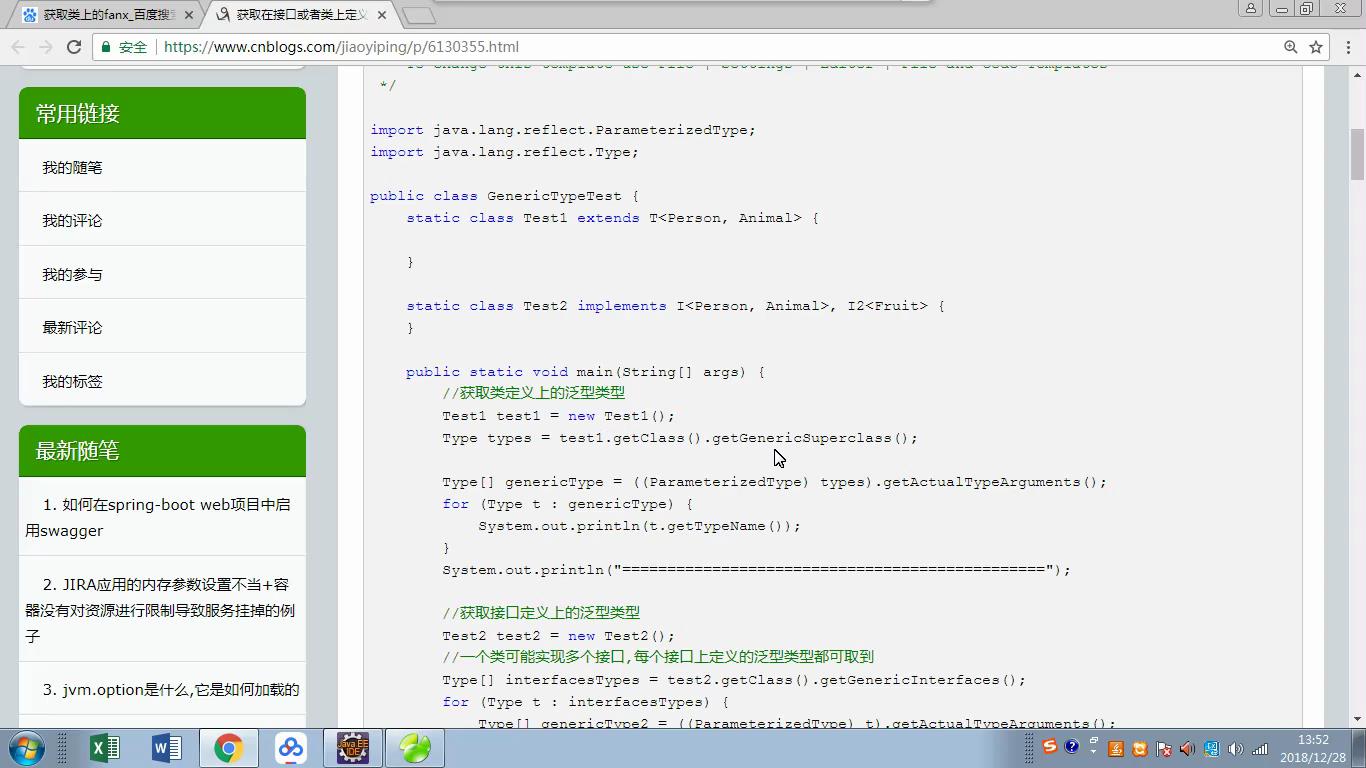 获取类上的fanx_百度搜
获取在接口或者类上定义
安全 https://www.cnblogs.com/jiaoyiping/p/6130355.html
常用链接
我的随笔
我的评论
我的参与
最新评论
我的标签
最新随笔
1. 如何在spring-boot web项目中启
用swagger
2. JIRA应用的内存参数设置不当+容
器没有对资源进行限制导致服务挂掉的例
子
3. jvm.option是什么,它是如何加载的
*/
import java.lang.reflect.ParameterizedType;
import java.lang.reflect.Type;
public class GenericTypeTest {
static class Test1 extends T<Person, Animal> {
}
static class Test2 implements I<Person, Animal>, I2<Fruit> {
}
public static void main(String[] args) {
//获取类定义上的泛型类型
Test1 test1 = new Test1();
Type types = test1.getClass().getGenericSuperclass();
Type[] genericType = ((ParameterizedType) types).getActualTypeArguments();
for (Type t : genericType) {
System.out.println(t.getTypeName());
}
System.out.println("===============================================");
//获取接口定义上的泛型类型
Test2 test2 = new Test2();
//一个类可能实现多个接口,每个接口上定义的泛型类型都可取到
Type[] interfacesTypes = test2.getClass().getGenericInterfaces();
for (Type t : interfacesTypes) {
Type[] genericType2 = ((ParameterizedType) t).getActualTypeArguments();
Java EE
IDE
13:52
2018/12/28